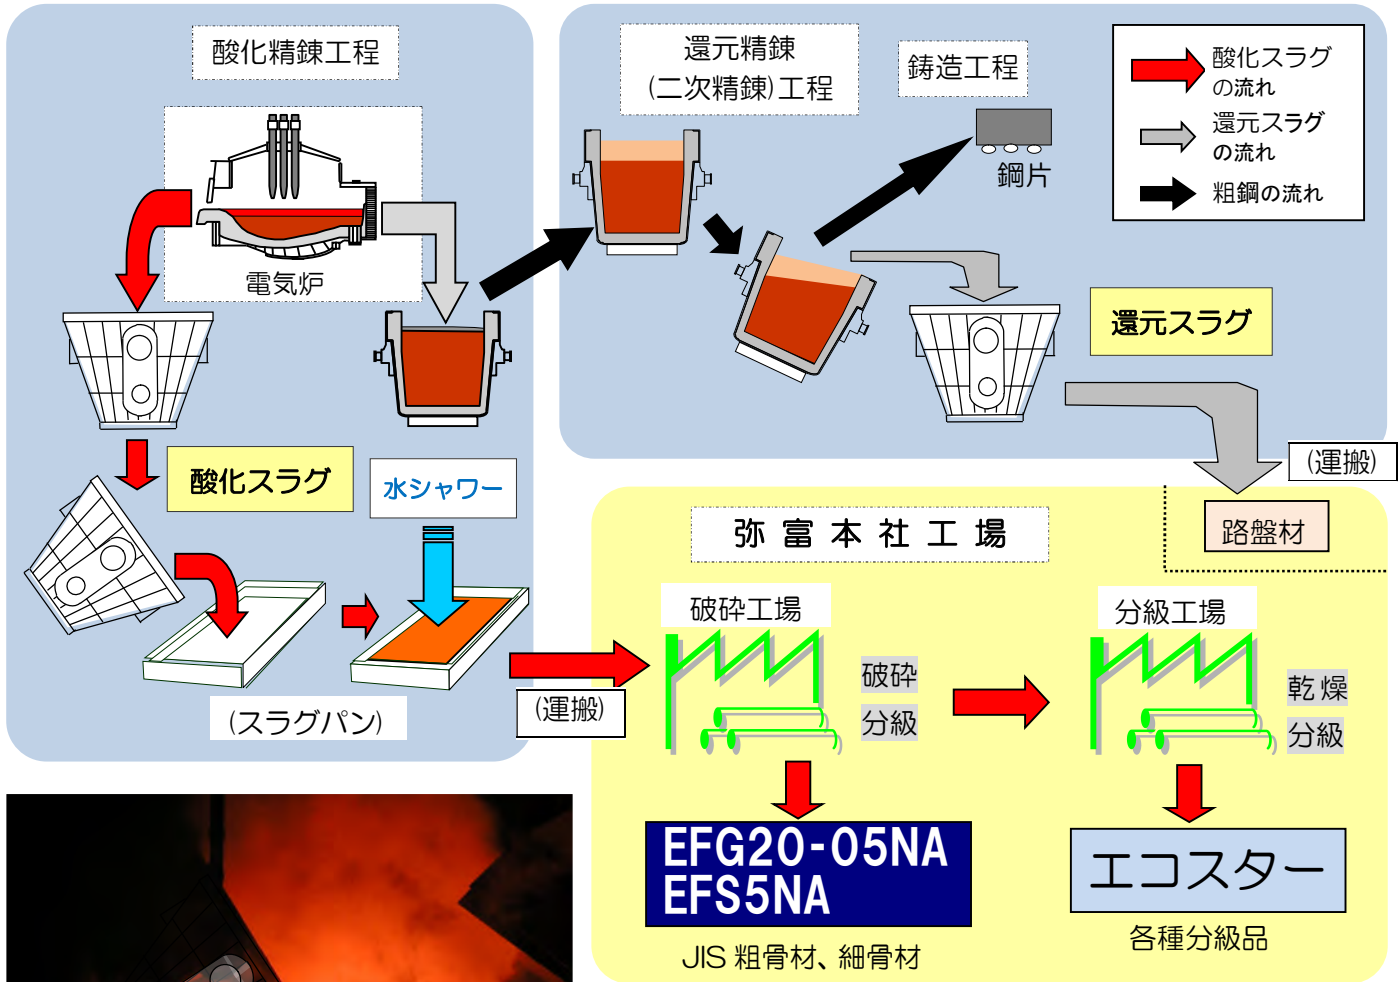 酸化精錬工程
電気炉
酸化スラグ
水シャワー
(スラグパン)
(運搬)
還元精錬
(二次精錬)工程
鋳造工程
鋼片
酸化スラグ
の流れ
還元スラグ
の流れ
粗鋼の流れ
還元スラグ
(運搬)
路盤材
弥富本社工場
破砕工場
破砕
分級
分級工場
乾燥
分級
EFG20-05NA
EFS5NA
JIS 粗骨材、細骨材
エコスター
各種分級品